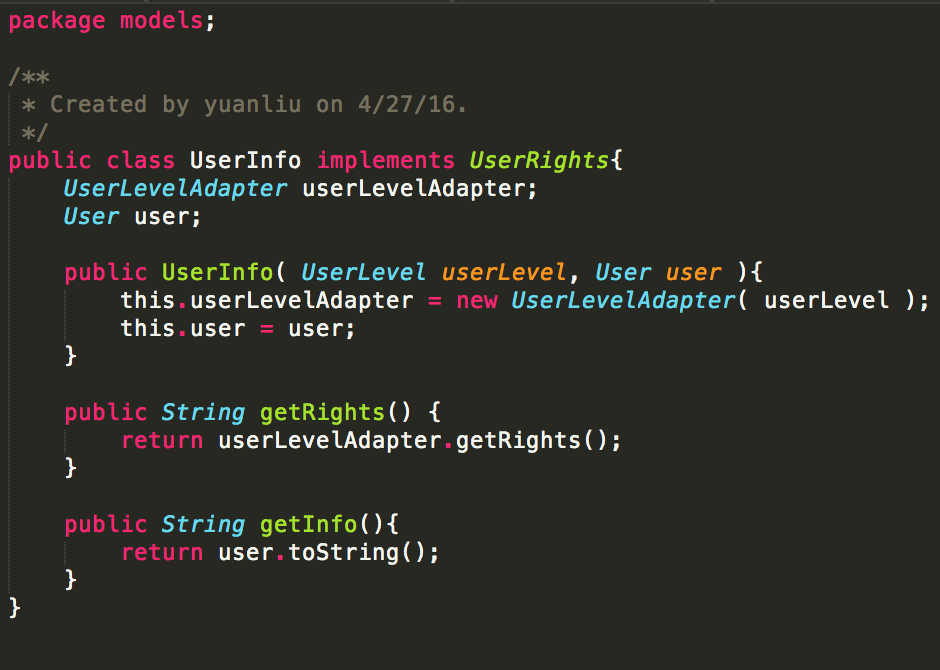 package models;

/**
 * Created by yuanliu on 4/27/16.
 */
public class UserInfo implements UserRights{
    UserLevelAdapter userLevelAdapter;
    User user;

    public UserInfo( UserLevel userLevel, User user ){
        this.userLevelAdapter = new UserLevelAdapter( userLevel );
        this.user = user;
    }

    public String getRights() {
        return userLevelAdapter.getRights();
    }

    public String getInfo(){
        return user.toString();
    }
}